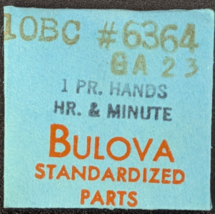 10BC #6364
GA 23
1 PR. HANDS
HR. & MINUTE
BULOVA
STANDARDIZED
PARTS